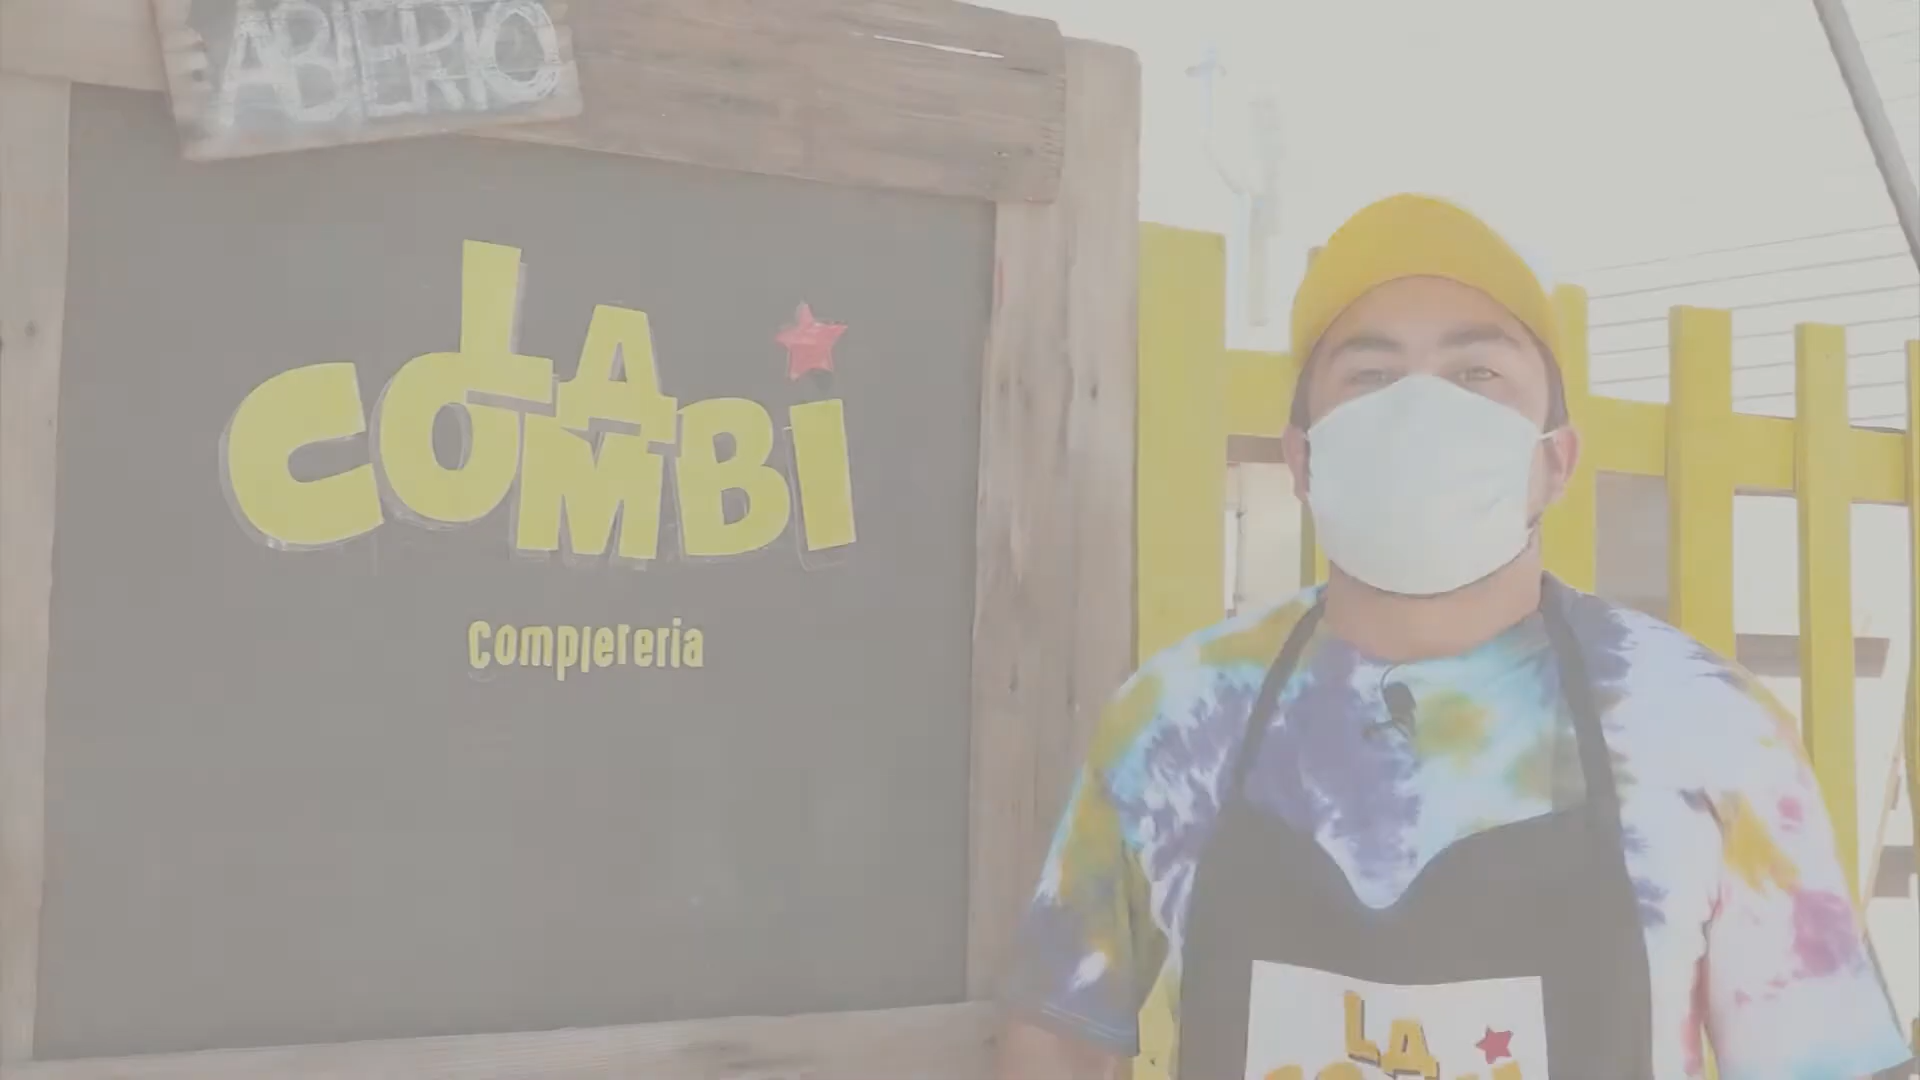 ABIERTO
LA
COMBi
Completeria
LA